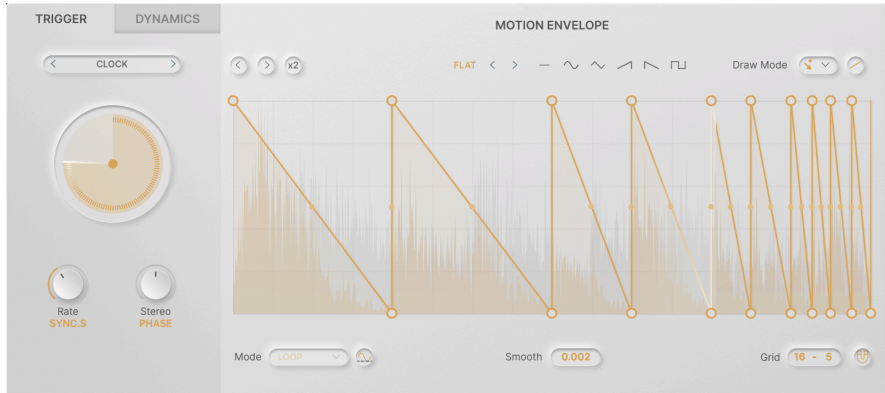 TRIGGER
DYNAMICS
MOTION ENVELOPE
CLOCK
x2
FLAT
Draw Mode
Rate
SYNC.S
Stereo
PHASE
Mode
LOOP
Smooth
0.002
Grid
16 - 5